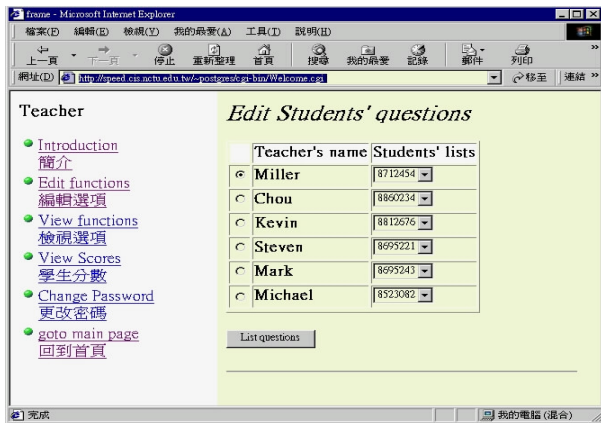 frame - Microsoft Internet Explorer
檔案(F) 編輯(E) 檢視(V) 我的最愛(A) 工具(T) 說明(H)
上一頁 下一頁 停止 重新整理 首頁 搜尋 我的最愛 記錄 郵件 列印 »
網址(D) http://speed.cis.nctu.edu.tw/~postgres/cgi-bin/Welcome.cgi 移至 連結 »
Teacher
Introduction
簡介
Edit functions
編輯選項
View functions
檢視選項
View Scores
學生分數
Change Password
更改密碼
goto main page
回到首頁
Edit Students' questions
Teacher's name Students' lists
Miller 8712454
Chou 8860234
Kevin 8812676
Steven 8695221
Mark 8695243
Michael 8523082
List questions
完成 我的電腦 (混合)